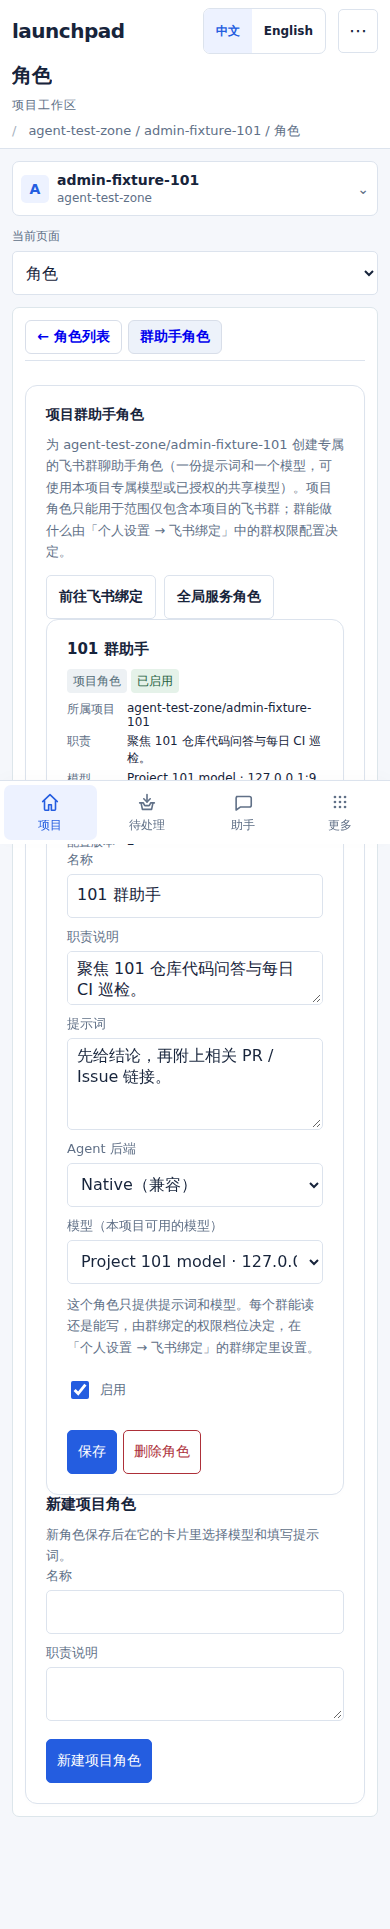 launchpad
中文 English ⋯
角色
项目工作区
/ agent-test-zone / admin-fixture-101 / 角色
A admin-fixture-101
agent-test-zone
当前页面
角色
← 角色列表 群助手角色
项目群助手角色
为 agent-test-zone/admin-fixture-101 创建专属
的飞书群聊助手角色（一份提示词和一个模型，可
使用本项目专属模型或已授权的共享模型）。项目
角色只能用于范围仅包含本项目的飞书群；群能做
什么由「个人设置 → 飞书绑定」中的群权限配置决
定。
前往飞书绑定 全局服务角色
101 群助手
项目角色 已启用
所属项目 agent-test-zone/admin-fixture-
101
职责 聚焦 101 仓库代码问答与每日 CI 巡
检。
模型 Project 101 model · 127.0.0.1:9
项目 待处理 助手 更多
名称
101 群助手
职责说明
聚焦 101 仓库代码问答与每日
CI 巡检。
提示词
先给结论，再附上相关 PR /
Issue 链接。
Agent 后端
Native（兼容）
模型（本项目可用的模型）
Project 101 model · 127.0.0
这个角色只提供提示词和模型。每个群能读
还是能写，由群绑定的权限档位决定，在
「个人设置 → 飞书绑定」的群绑定里设置。
启用
保存 删除角色
新建项目角色
新角色保存后在它的卡片里选择模型和填写提示
词。
名称
职责说明
新建项目角色